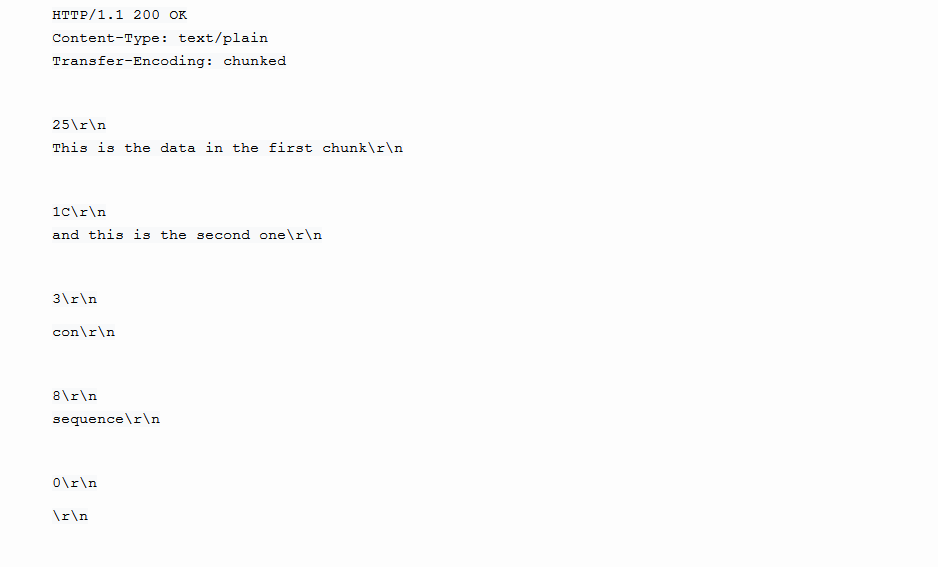 HTTP/1.1 200 OK
Content-Type: text/plain
Transfer-Encoding: chunked
25\r\n
This is the data in the first chunk\r\n
1C\r\n
and this is the second one\r\n
3\r\n
con\r\n
8\r\n
sequence\r\n
0\r\n
\r\n